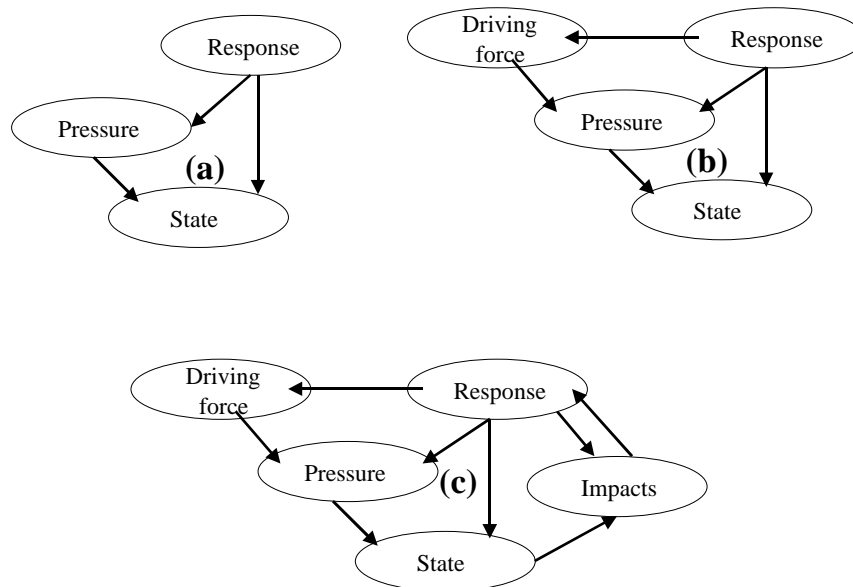 Response
Pressure
(a)
State
Driving
force
Response
Pressure
(b)
State
Driving
force
Response
Pressure
(c)
Impacts
State